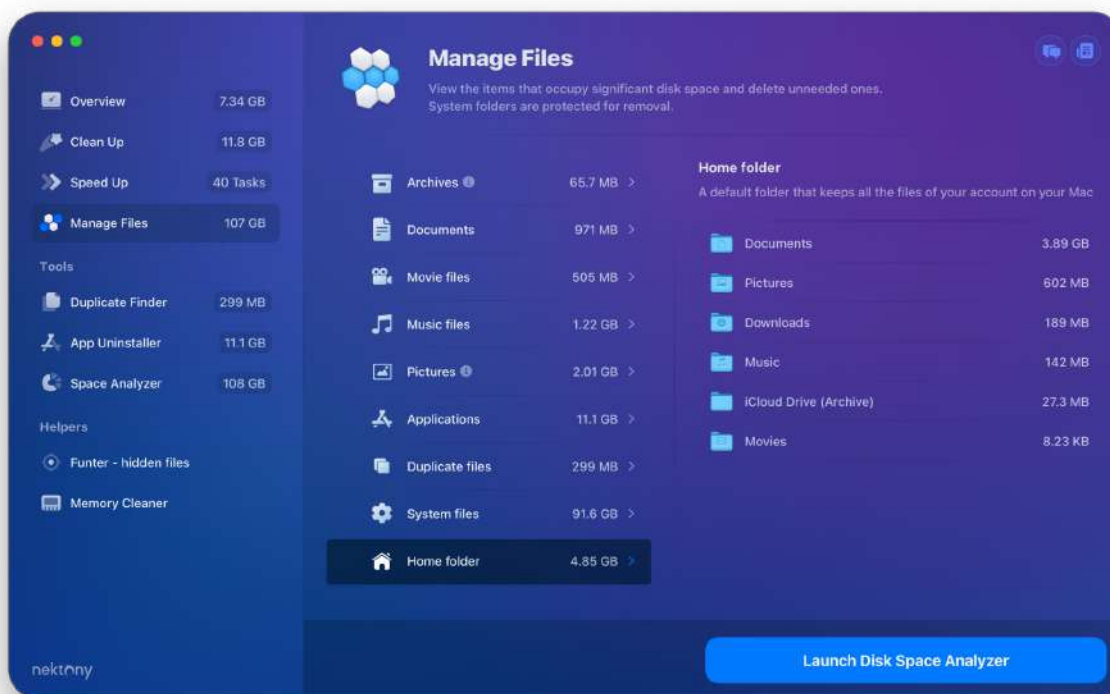 Overview 7.34 GB
Clean Up 11.8 GB
Speed Up 40 Tasks
Manage Files 107 GB
Tools
Duplicate Finder 299 MB
App Uninstaller 11.1 GB
Space Analyzer 108 GB
Helpers
Funter - hidden files
Memory Cleaner
nektony
Manage Files
View the items that occupy significant disk space and delete unneeded ones.
System folders are protected for removal.
Archives 65.7 MB
Documents 971 MB
Movie files 505 MB
Music files 1.22 GB
Pictures 2.01 GB
Applications 11.1 GB
Duplicate files 299 MB
System files 91.6 GB
Home folder 4.85 GB
Home folder
A default folder that keeps all the files of your account on your Mac
Documents 3.89 GB
Pictures 602 MB
Downloads 189 MB
Music 142 MB
iCloud Drive (Archive) 27.3 MB
Movies 8.23 KB
Launch Disk Space Analyzer